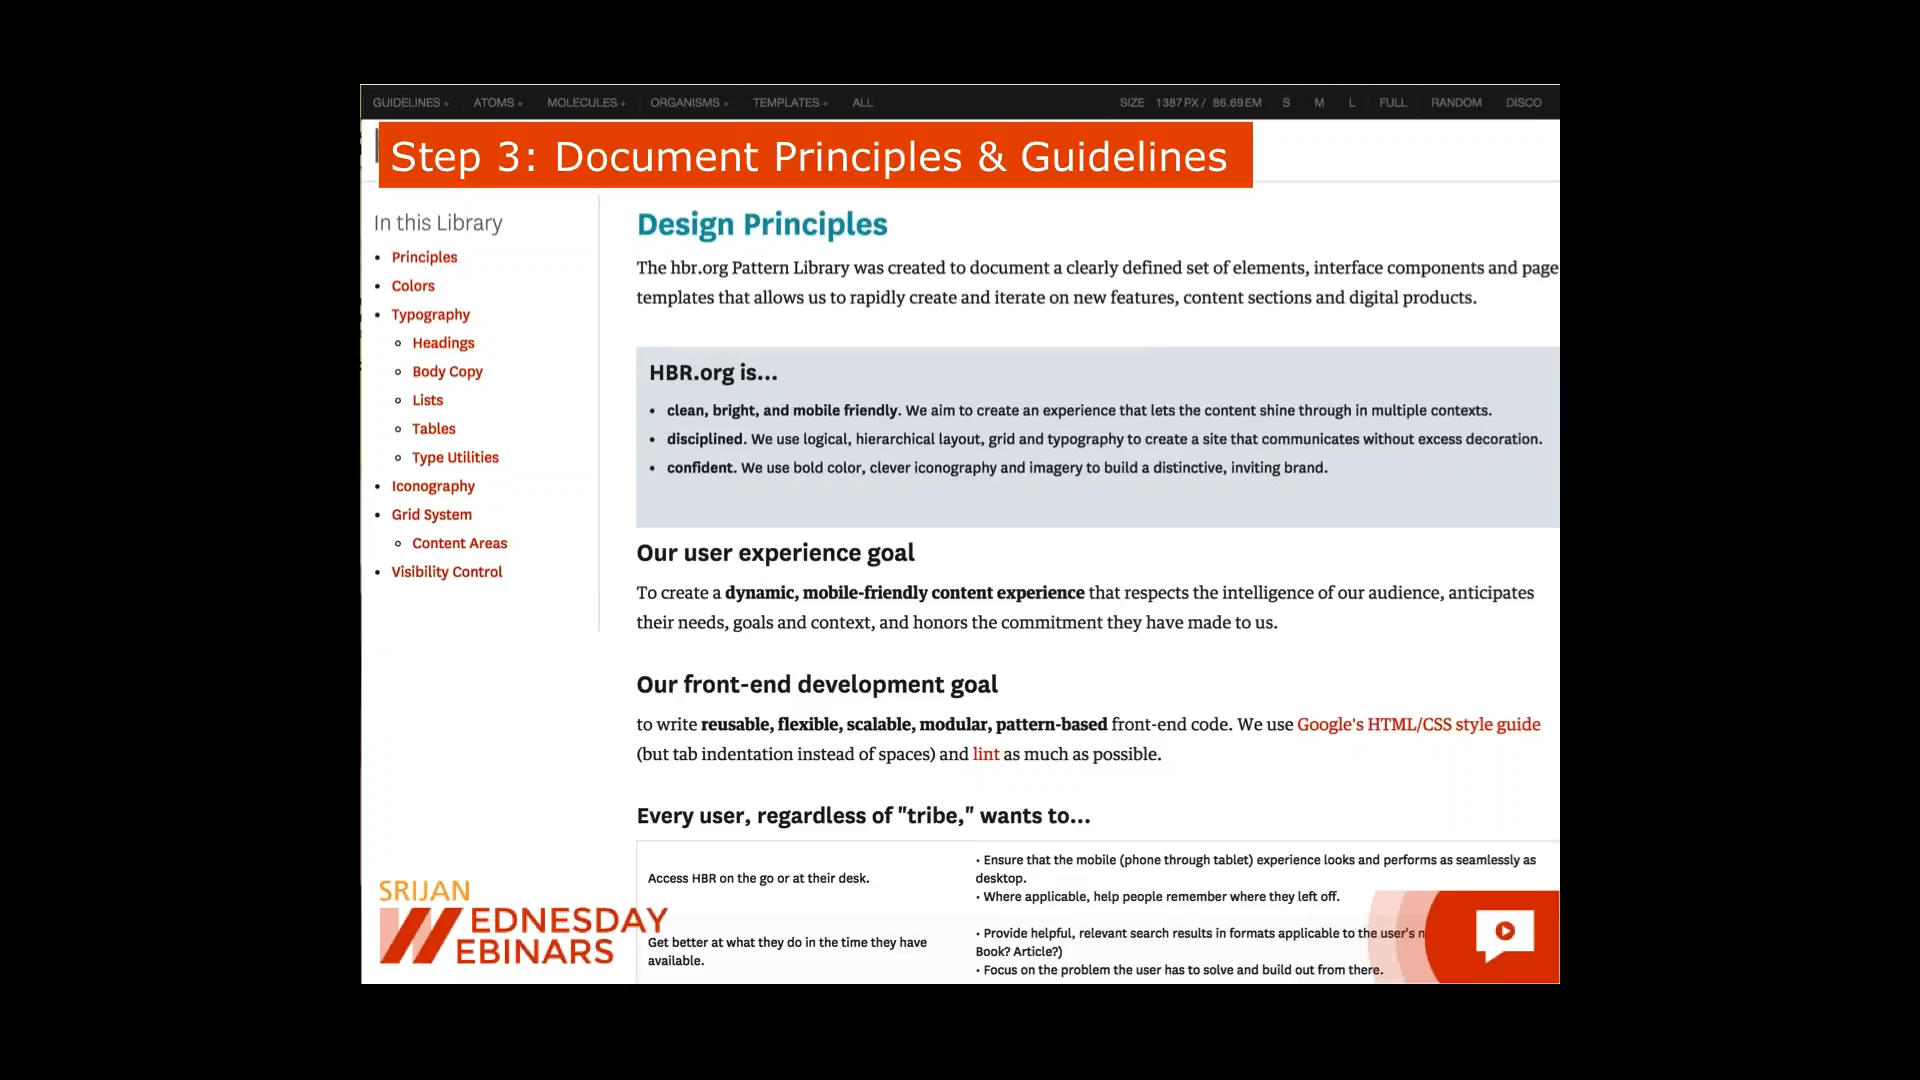 GUIDELINES + ATOMS + MOLECULES + ORGANISMS + TEMPLATES + ALL SIZE 1387PX / 86.69EM S M L FULL RANDOM DISCO
Step 3: Document Principles & Guidelines
In this Library
• Principles
• Colors
• Typography
◦ Headings
◦ Body Copy
◦ Lists
◦ Tables
◦ Type Utilities
• Iconography
• Grid System
◦ Content Areas
• Visibility Control
Design Principles
The hbr.org Pattern Library was created to document a clearly defined set of elements, interface components and page
templates that allows us to rapidly create and iterate on new features, content sections and digital products.
HBR.org is...
• clean, bright, and mobile friendly. We aim to create an experience that lets the content shine through in multiple contexts.
• disciplined. We use logical, hierarchical layout, grid and typography to create a site that communicates without excess decoration.
• confident. We use bold color, clever iconography and imagery to build a distinctive, inviting brand.
Our user experience goal
To create a dynamic, mobile-friendly content experience that respects the intelligence of our audience, anticipates
their needs, goals and context, and honors the commitment they have made to us.
Our front-end development goal
to write reusable, flexible, scalable, modular, pattern-based front-end code. We use Google's HTML/CSS style guide
(but tab indentation instead of spaces) and lint as much as possible.
Every user, regardless of "tribe," wants to...
Access HBR on the go or at their desk.
• Ensure that the mobile (phone through tablet) experience looks and performs as seamlessly as
desktop.
• Where applicable, help people remember where they left off.
Get better at what they do in the time they have
available.
• Provide helpful, relevant search results in formats applicable to the user's
Book? Article?)
• Focus on the problem the user has to solve and build out from there.
SRIJAN
WEDNESDAY
WEBINARS